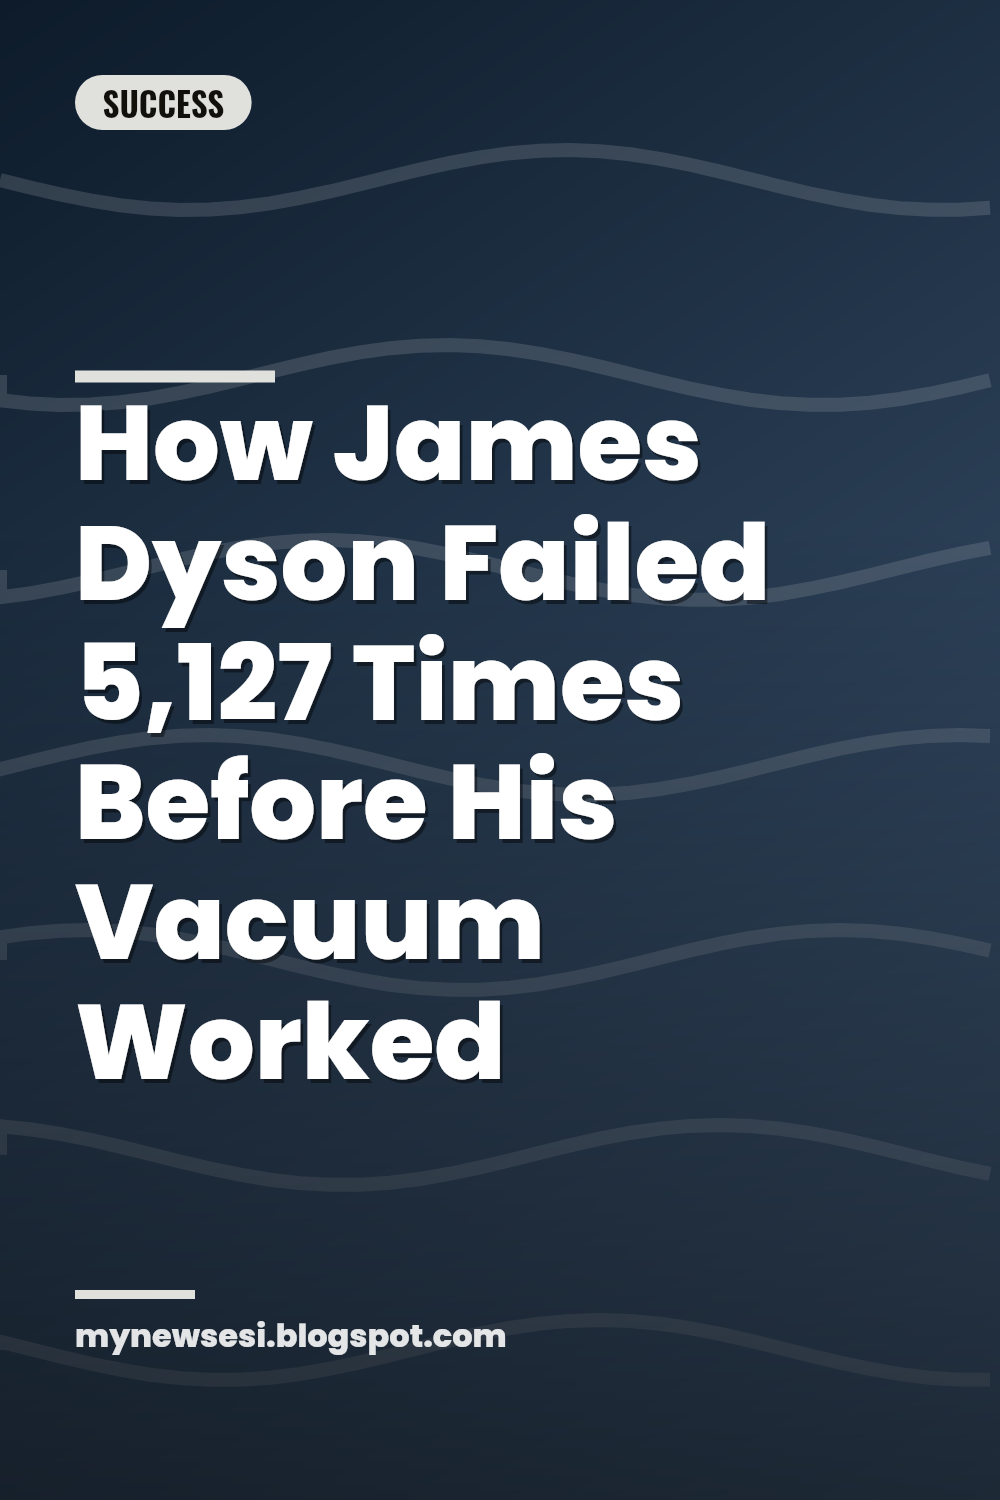 SUCCESS
How James
Dyson Failed
5,127 Times
Before His
Vacuum
Worked
mynewsesi.blogspot.com